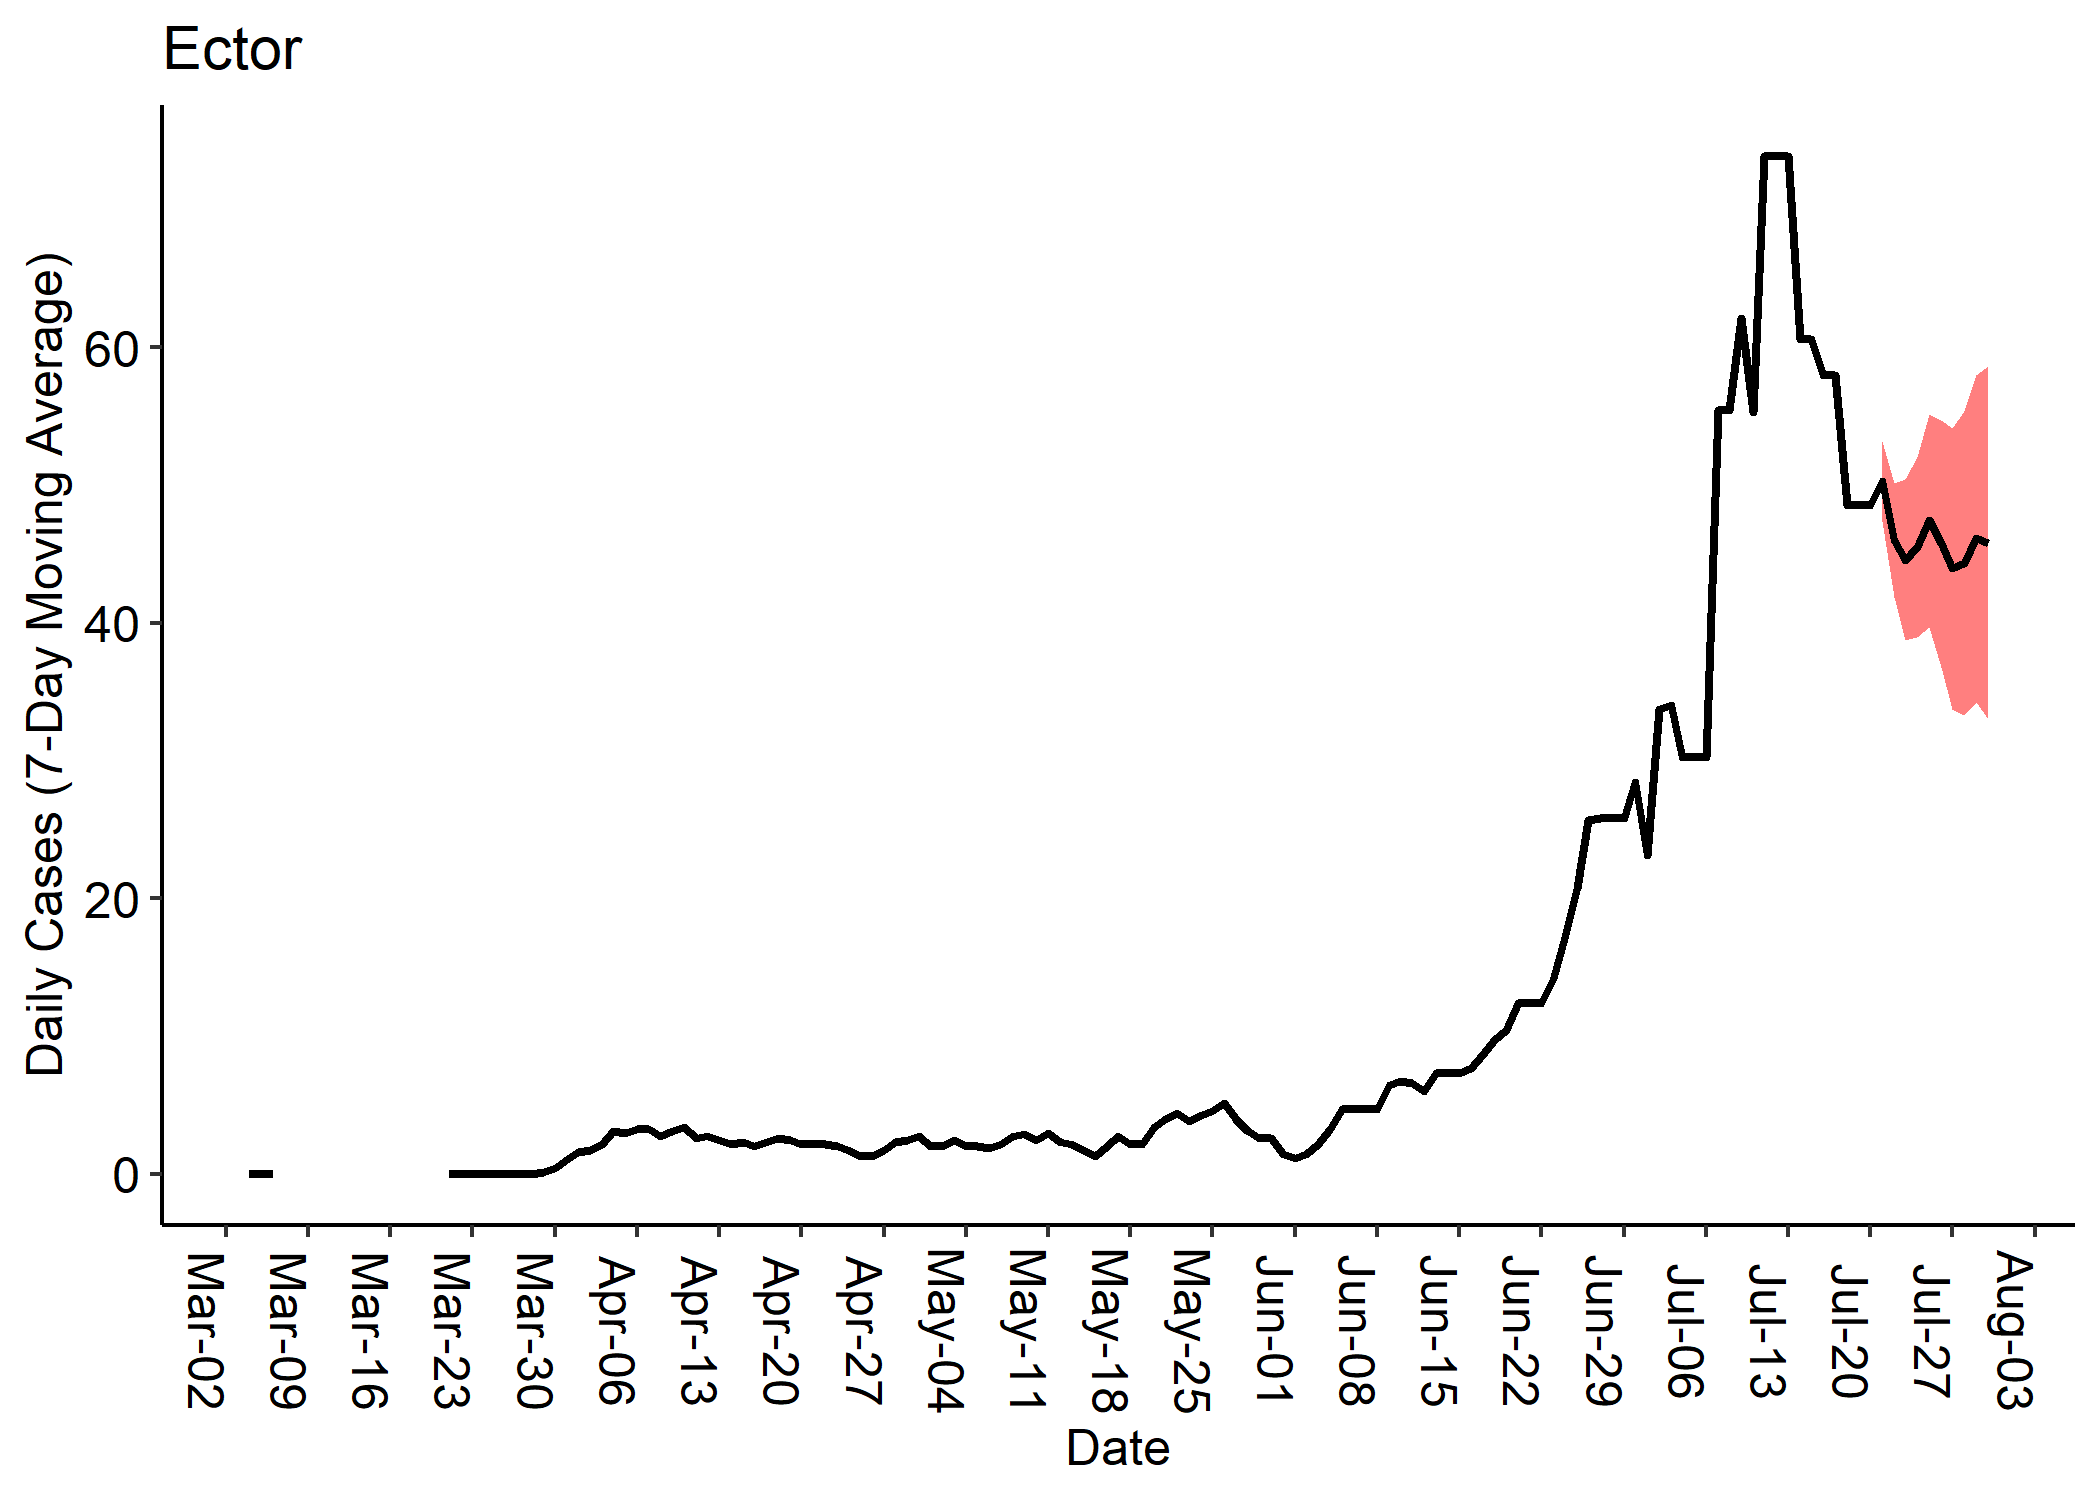 Ector
Daily Cases (7-Day Moving Average)
60
40
20
0
Mar-02
Mar-09
Mar-16
Mar-23
Mar-30
Apr-06
Apr-13
Apr-20
Apr-27
May-04
May-11
May-18
May-25
Jun-01
Jun-08
Jun-15
Jun-22
Jun-29
Jul-06
Jul-13
Jul-20
Jul-27
Aug-03
Date